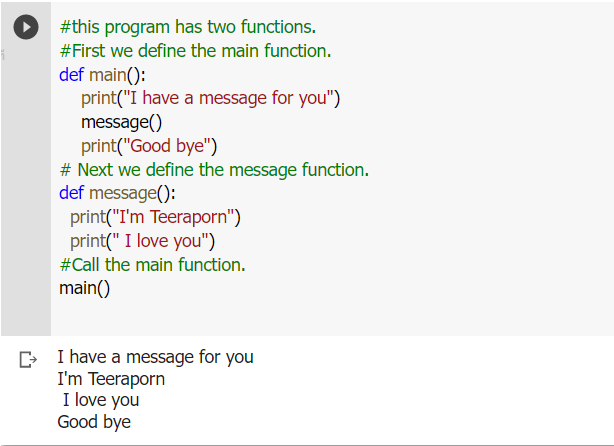 #this program has two functions.
#First we define the main function.
def main():
    print("I have a message for you")
    message()
    print("Good bye")
# Next we define the message function.
def message():
  print("I'm Teeraporn")
  print(" I love you")
#Call the main function.
main()
I have a message for you
I'm Teeraporn
 I love you
Good bye